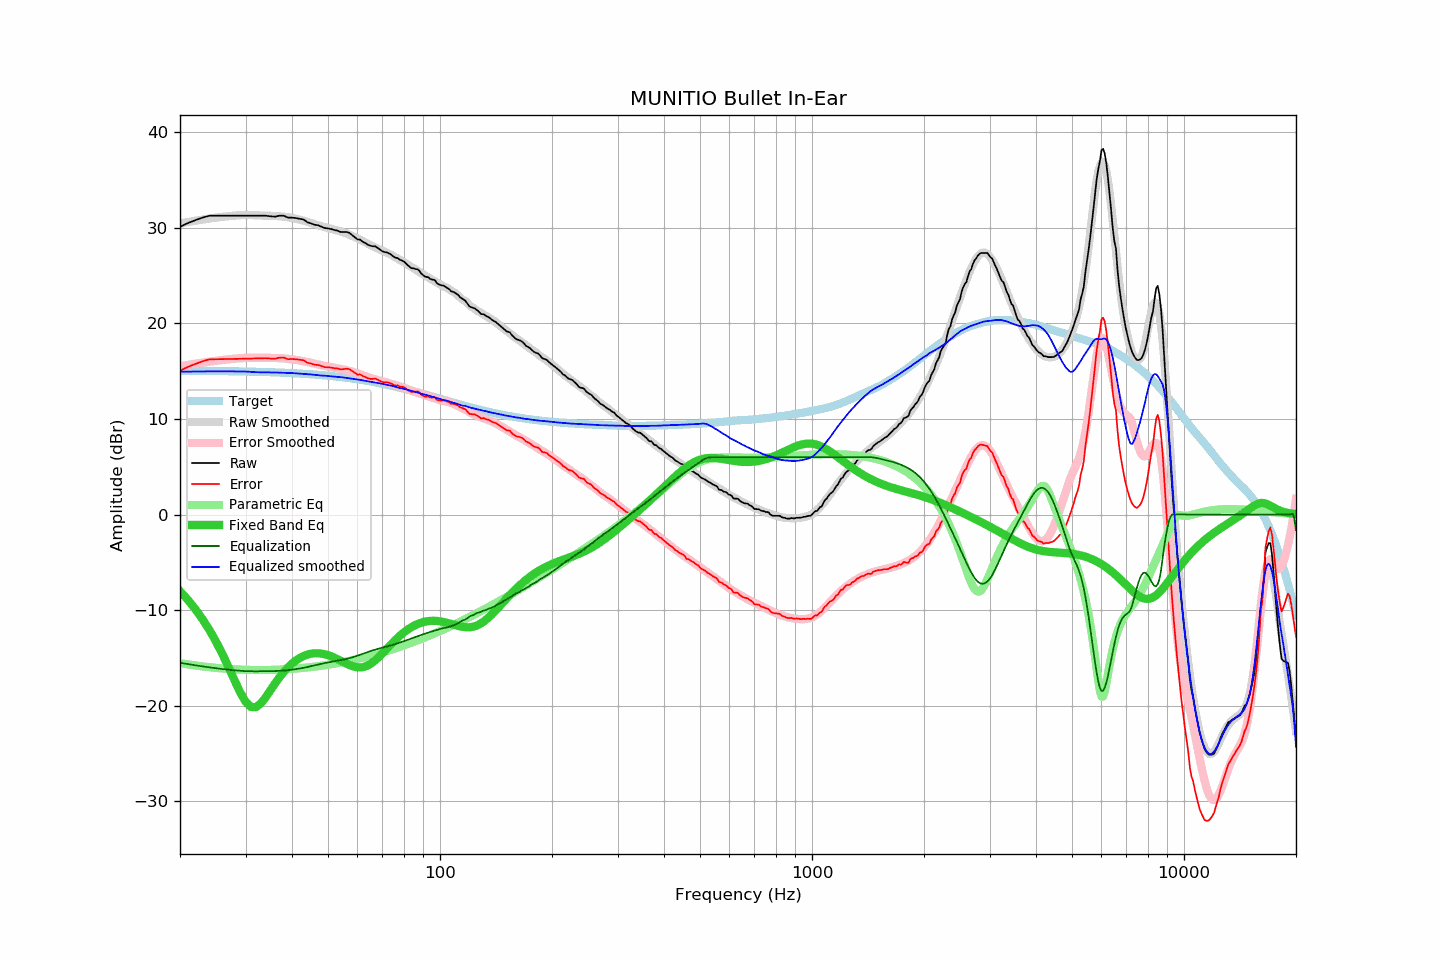 MUNITIO Bullet In-Ear
40
30
20
10
0
−10
−20
−30
Amplitude (dBr)
Target
Raw Smoothed
Error Smoothed
Raw
Error
Parametric Eq
Fixed Band Eq
Equalization
Equalized smoothed
100
1000
10000
Frequency (Hz)